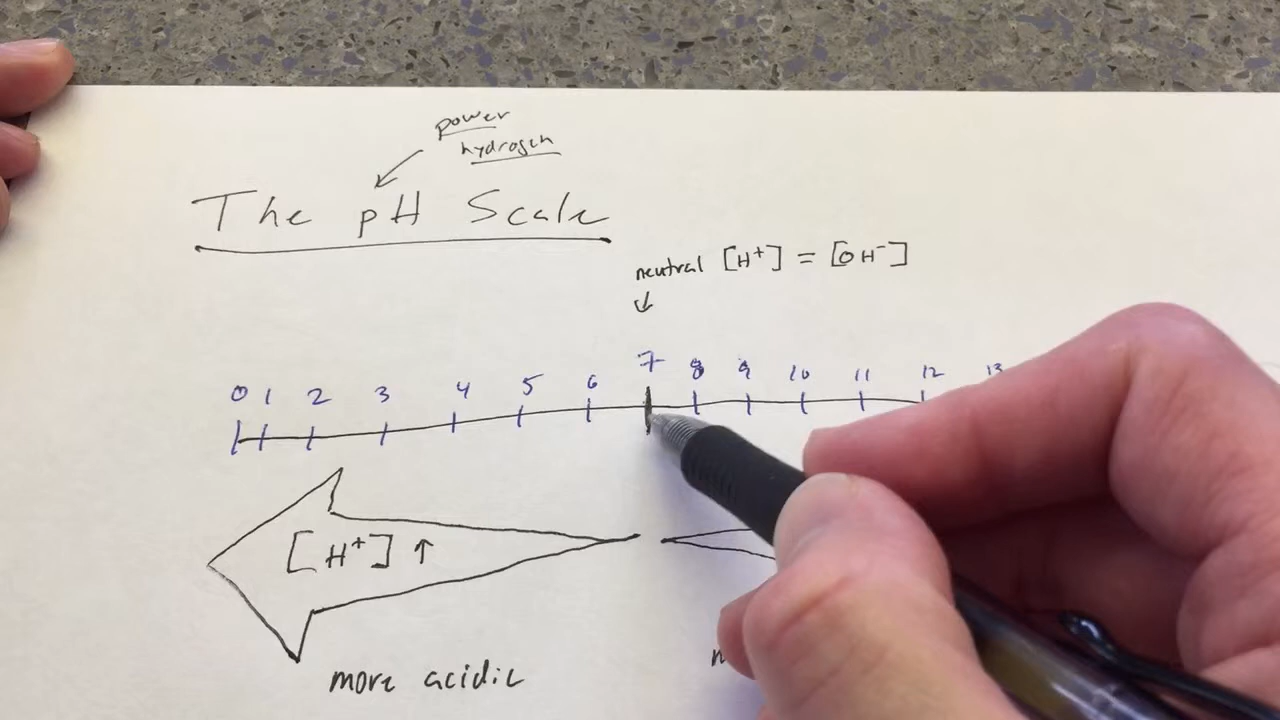 power
hydrogen
The pH Scale
neutral [H⁺] = [OH⁻]
0 1 2 3 4 5 6 7 8 9 10 11 12 13
[H⁺] ↑
more acidic